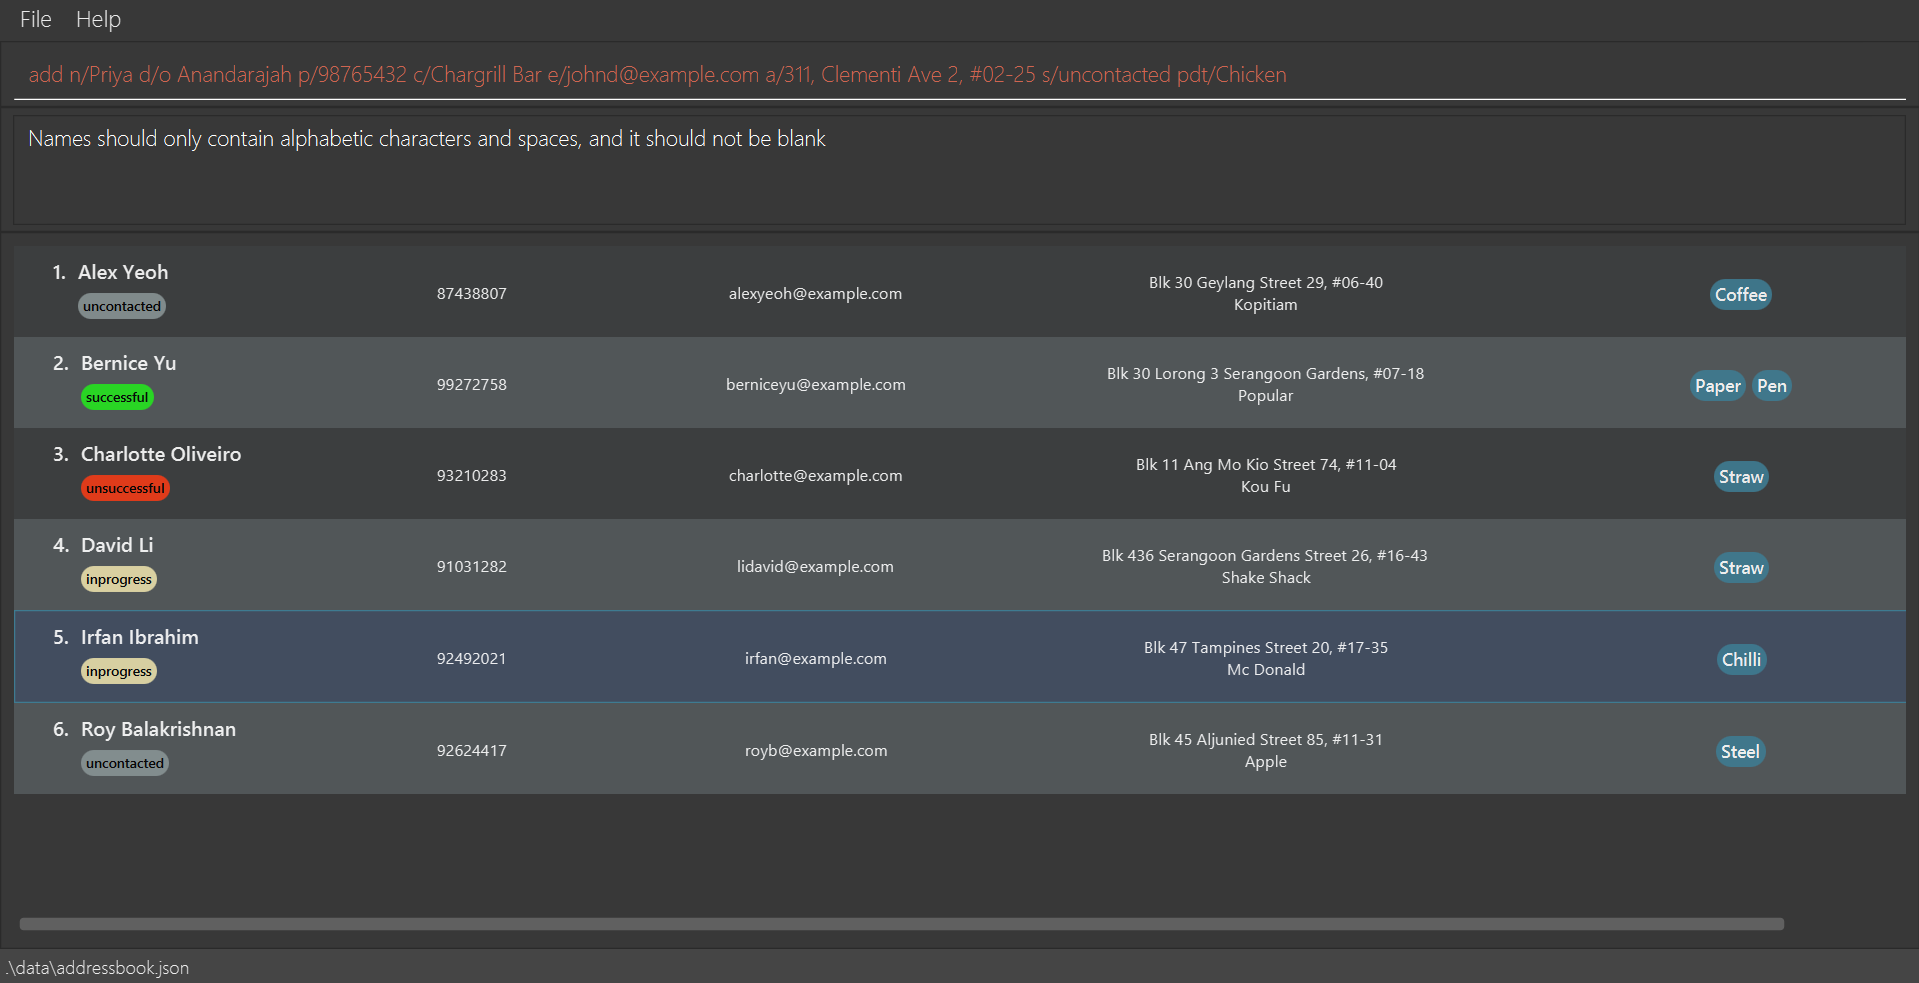 File Help
add n/Priya d/o Anandarajah p/98765432 c/Chargrill Bar e/johnd@example.com a/311, Clementi Ave 2, #02-25 s/uncontacted pdt/Chicken
Names should only contain alphabetic characters and spaces, and it should not be blank
1. Alex Yeoh
uncontacted
87438807
alexyeoh@example.com
Blk 30 Geylang Street 29, #06-40
Kopitiam
Coffee
2. Bernice Yu
successful
99272758
berniceyu@example.com
Blk 30 Lorong 3 Serangoon Gardens, #07-18
Popular
Paper Pen
3. Charlotte Oliveiro
unsuccessful
93210283
charlotte@example.com
Blk 11 Ang Mo Kio Street 74, #11-04
Kou Fu
Straw
4. David Li
inprogress
91031282
lidavid@example.com
Blk 436 Serangoon Gardens Street 26, #16-43
Shake Shack
Straw
5. Irfan Ibrahim
inprogress
92492021
irfan@example.com
Blk 47 Tampines Street 20, #17-35
Mc Donald
Chilli
6. Roy Balakrishnan
uncontacted
92624417
royb@example.com
Blk 45 Aljunied Street 85, #11-31
Apple
Steel
.\data\addressbook.json